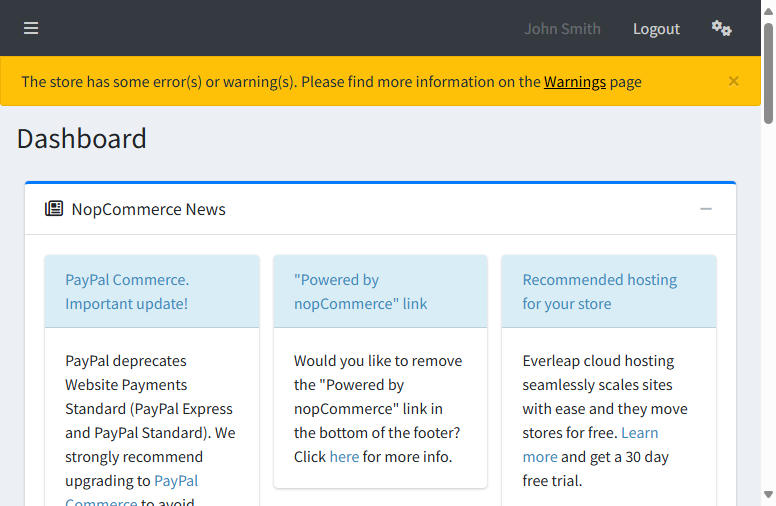 John Smith Logout
The store has some error(s) or warning(s). Please find more information on the Warnings page ×
Dashboard
NopCommerce News
PayPal Commerce.
Important update!
PayPal deprecates
Website Payments
Standard (PayPal Express
and PayPal Standard). We
strongly recommend
upgrading to PayPal
Commerce to avoid
"Powered by
nopCommerce" link
Would you like to remove
the "Powered by
nopCommerce" link in
the bottom of the footer?
Click here for more info.
Recommended hosting
for your store
Everleap cloud hosting
seamlessly scales sites
with ease and they move
stores for free. Learn
more and get a 30 day
free trial.